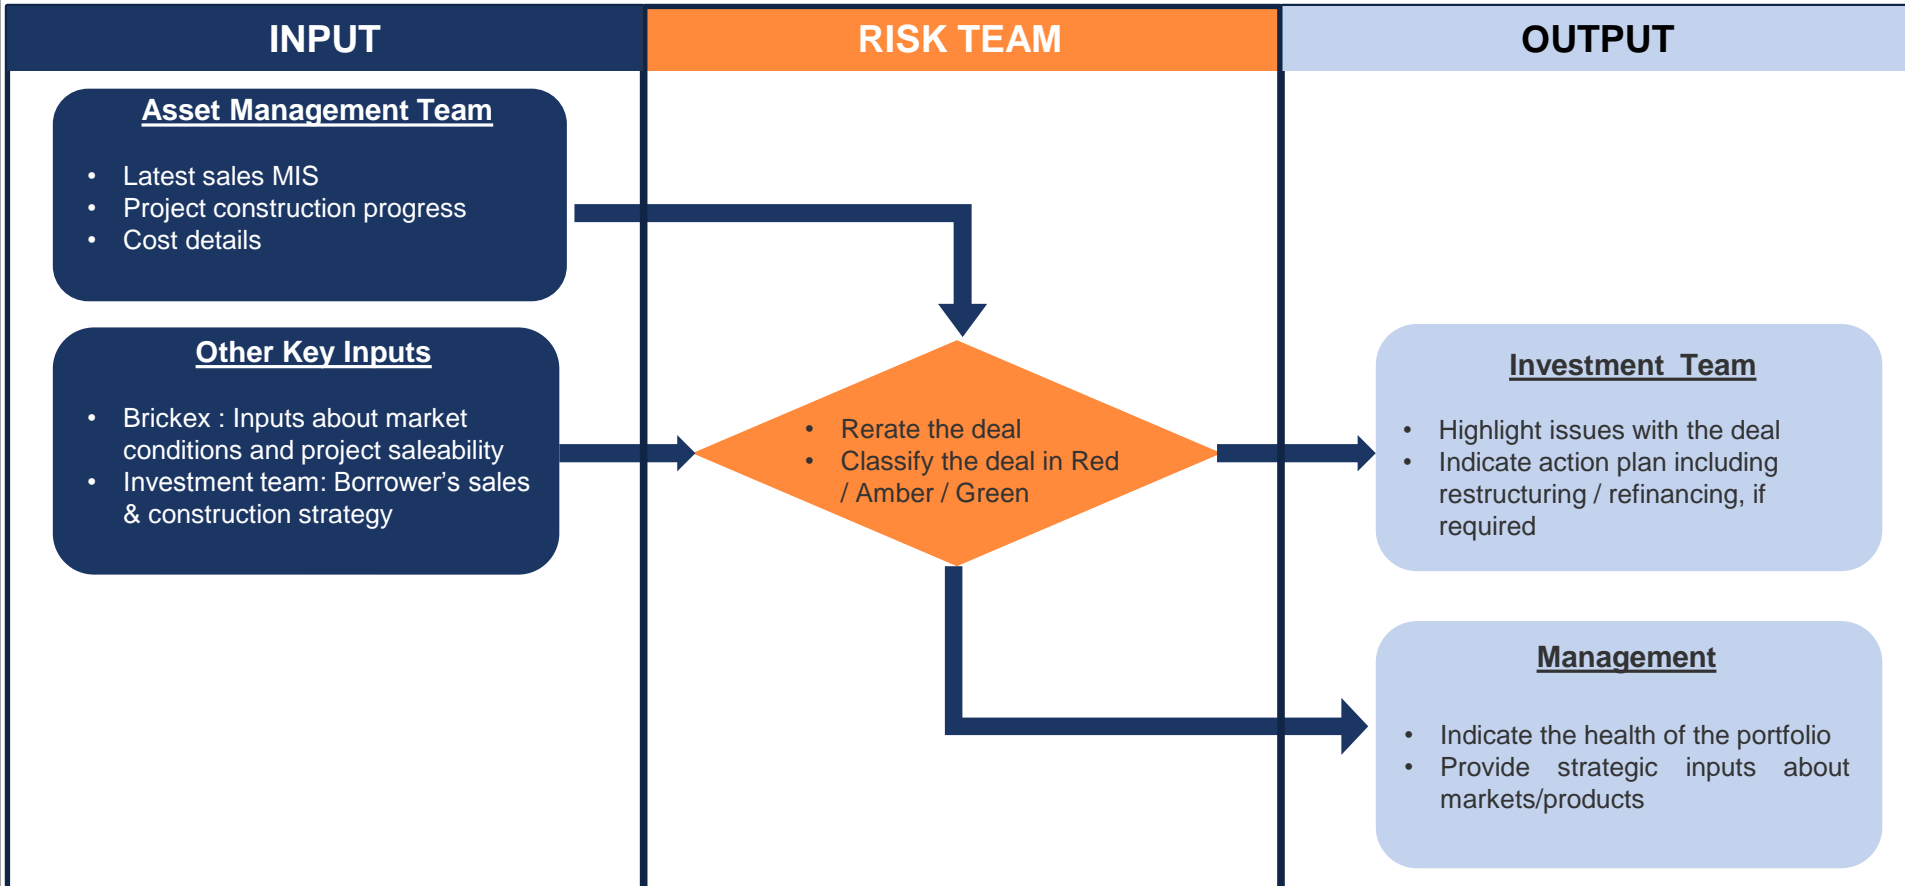 INPUT
RISK TEAM
OUTPUT
Asset Management Team
• Latest sales MIS
• Project construction progress
• Cost details
Other Key Inputs
• Brickex : Inputs about market
conditions and project saleability
• Investment team: Borrower's sales
& construction strategy
• Rerate the deal
• Classify the deal in Red
/ Amber / Green
Investment Team
• Highlight issues with the deal
• Indicate action plan including
restructuring / refinancing, if
required
Management
• Indicate the health of the portfolio
• Provide strategic inputs about
markets/products